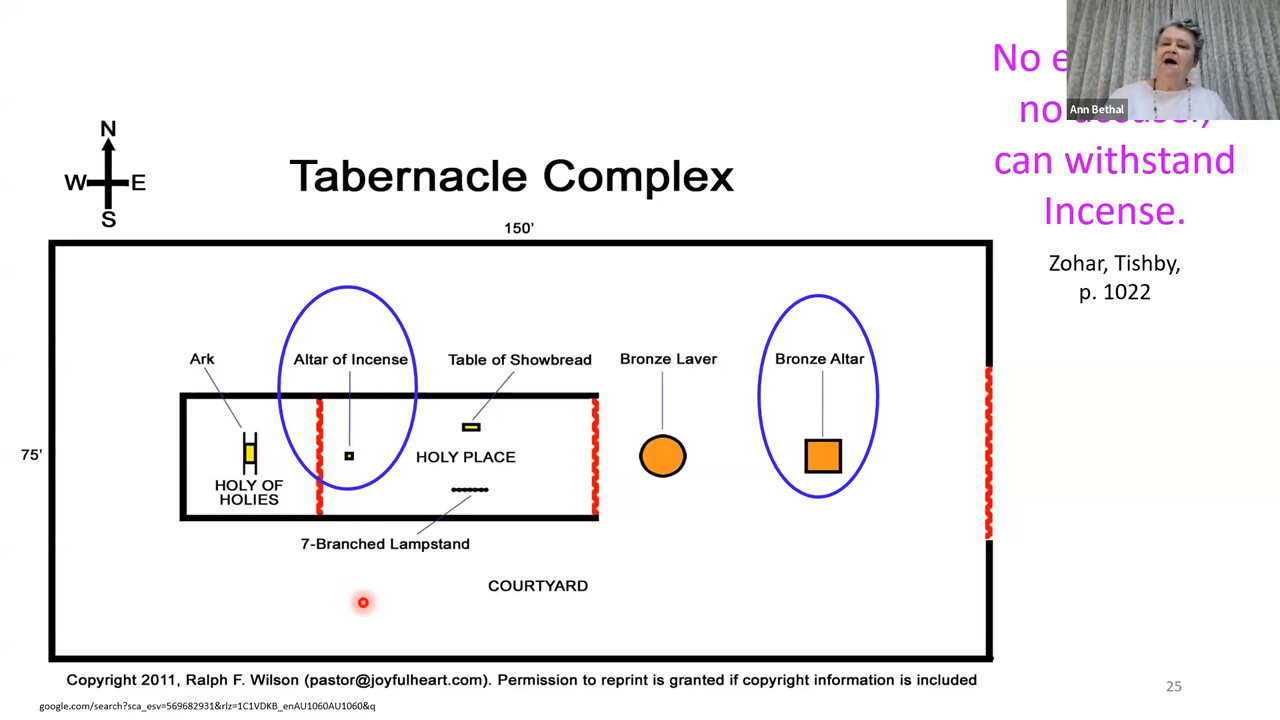 No
Ann Bethal
no
can withstand
Incense.
Zohar, Tishby,
p. 1022
N
W E
S
Tabernacle Complex
150'
Ark
Altar of Incense
Table of Showbread
Bronze Laver
Bronze Altar
75'
HOLY PLACE
HOLY OF
HOLIES
7-Branched Lampstand
COURTYARD
Copyright 2011, Ralph F. Wilson (pastor@joyfulheart.com). Permission to reprint is granted if copyright information is included
25
google.com/search?sca_esv=569682931&rlz=1C1VDKB_enAU1060AU1060&q